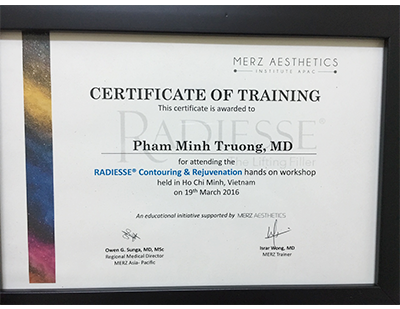 MERZ AESTHETICS
INSTITUTE APAC
CERTIFICATE OF TRAINING
This certificate is awarded to
RADIESSE®
Pham Minh Truong, MD
The Lifting Filler
for attending the
RADIESSE® Contouring & Rejuvenation hands on workshop
held in Ho Chi Minh, Vietnam
on 19th March 2016
An educational initiative supported by MERZ AESTHETICS
Owen G. Sunga, MD, MSc
Regional Medical Director
MERZ Asia- Pacific
Israr Wong, MD
MERZ Trainer